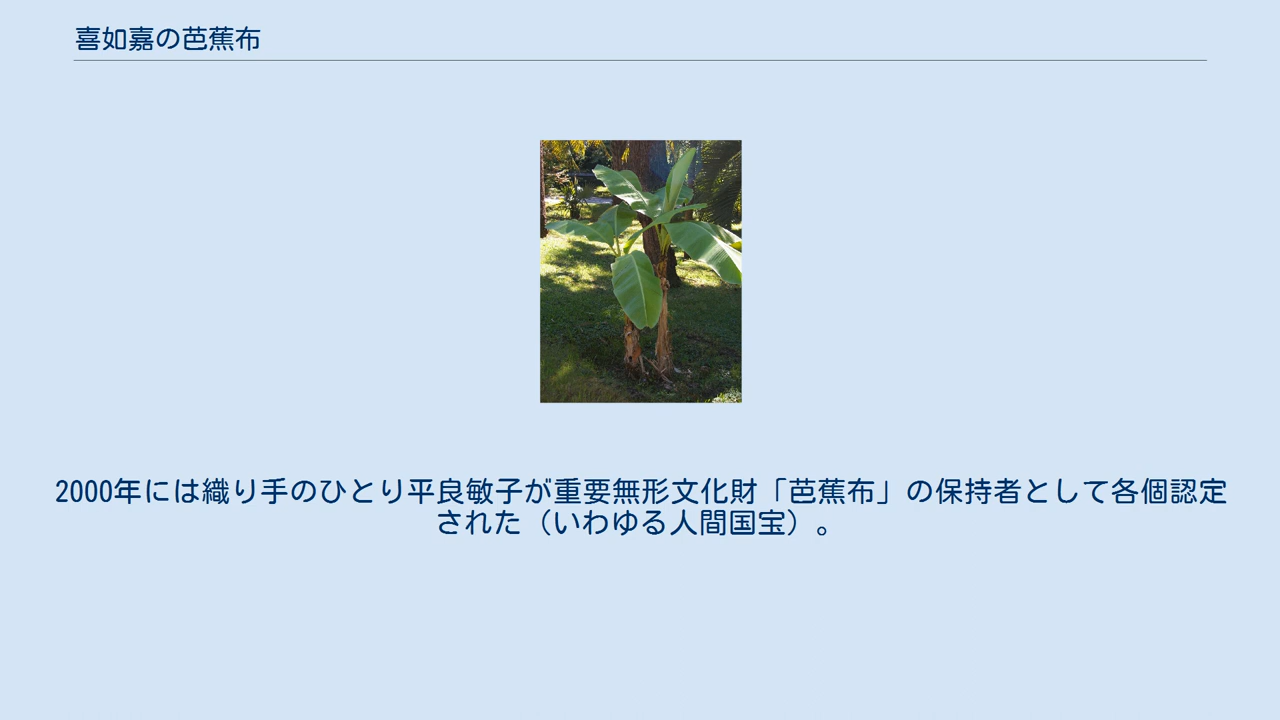 喜如嘉の芭蕉布
2000年には織り手のひとり平良敏子が重要無形文化財「芭蕉布」の保持者として各個認定
された（いわゆる人間国宝）。